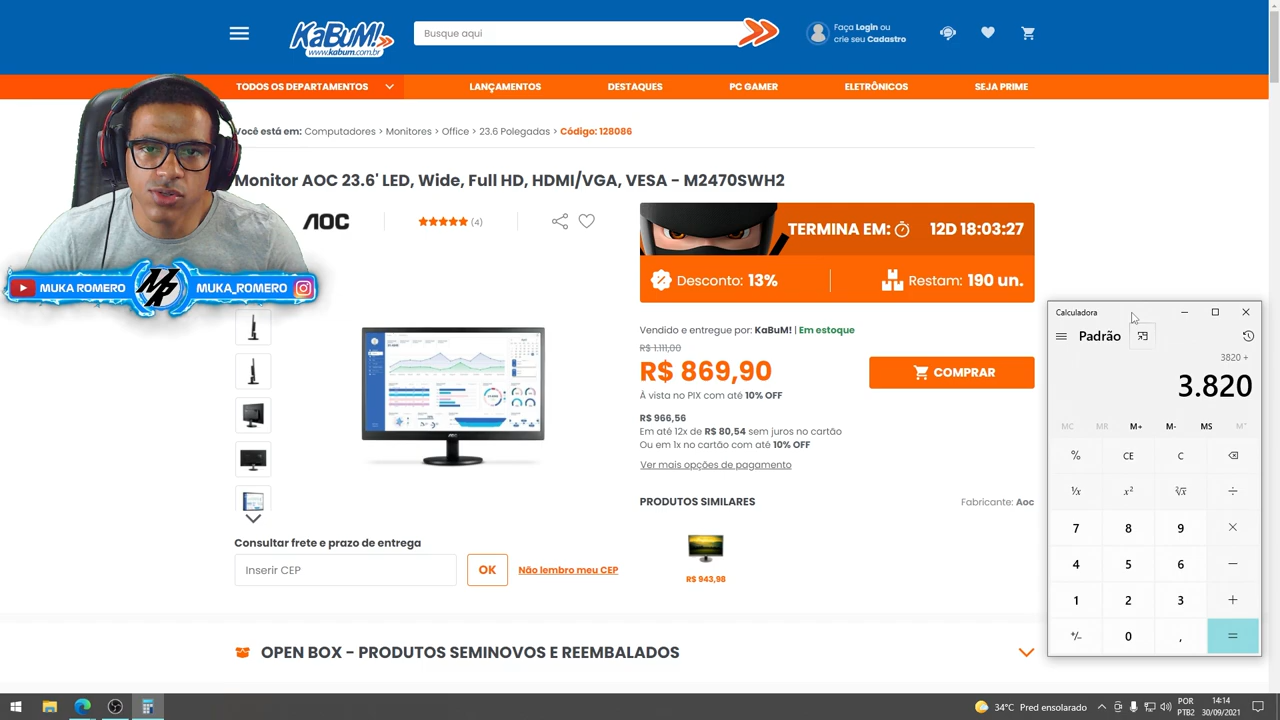 KaBuM!
www.kabum.com.br
Busque aqui
Faça Login ou
crie seu Cadastro
TODOS OS DEPARTAMENTOS
LANÇAMENTOS
DESTAQUES
PC GAMER
ELETRÔNICOS
SEJA PRIME
Você está em: Computadores > Monitores > Office > 23.6 Polegadas > Código: 128086
Monitor AOC 23.6' LED, Wide, Full HD, HDMI/VGA, VESA - M2470SWH2
AOC
(4)
TERMINA EM: 12D 18:03:27
Desconto: 13%
Restam: 190 un.
MUKA ROMERO
MUKA_ROMERO
Vendido e entregue por: KaBuM! | Em estoque
R$ 1.111,00
R$ 869,90
COMPRAR
À vista no PIX com até 10% OFF
R$ 966,56
Em até 12x de R$ 80,54 sem juros no cartão
Ou em 1x no cartão com até 10% OFF
Ver mais opções de pagamento
PRODUTOS SIMILARES
Fabricante: Aoc
R$ 943,98
Consultar frete e prazo de entrega
Inserir CEP
OK
Não lembro meu CEP
OPEN BOX - PRODUTOS SEMINOVOS E REEMBALADOS
Calculadora
Padrão
3820 +
3.820
MC MR M+ M- MS M˅
% CE C
¹/x x² ²√x ÷
7 8 9 ×
4 5 6 −
1 2 3 +
+/- 0 , =
34°C Pred ensolarado
POR
PTB2
14:14
30/09/2021